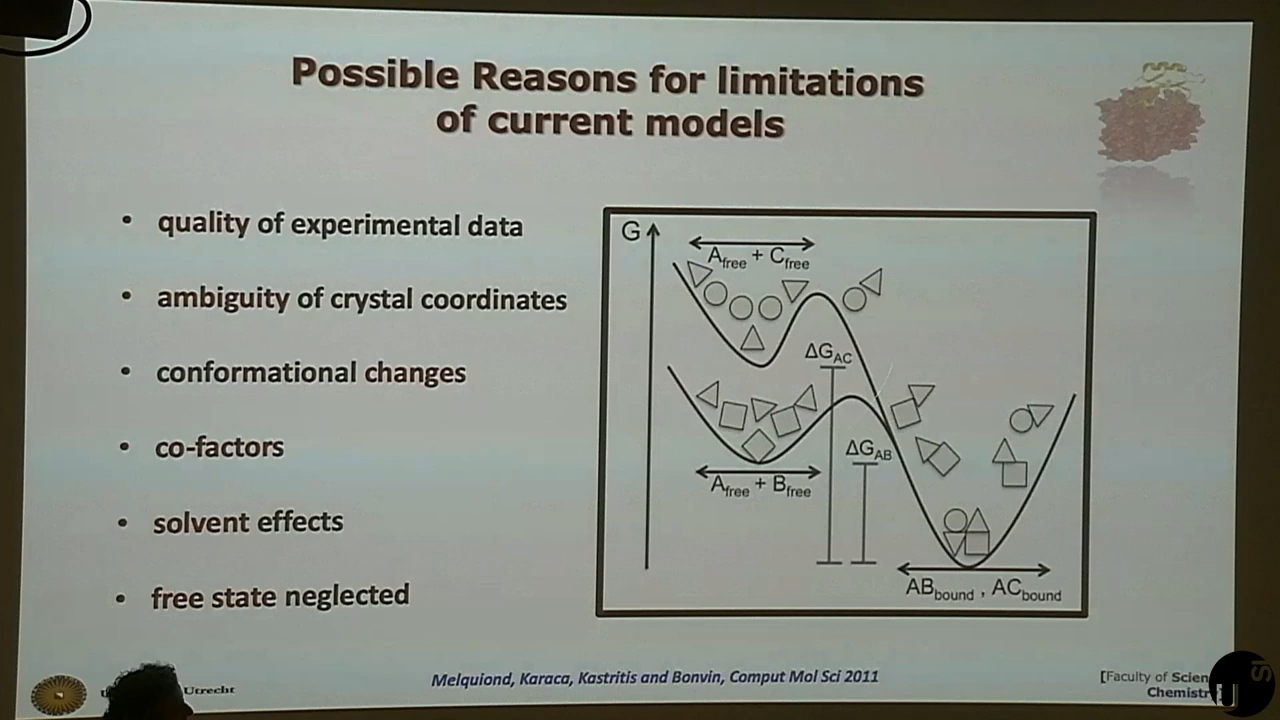 Possible Reasons for limitations
of current models
• quality of experimental data
• ambiguity of crystal coordinates
• conformational changes
• co-factors
• solvent effects
• free state neglected
G
Afree + Cfree
ΔGAC
ΔGAB
Afree + Bfree
ABbound , ACbound
Utrecht
Melquiond, Karaca, Kastritis and Bonvin, Comput Mol Sci 2011
[Faculty of Scien
Chemistr